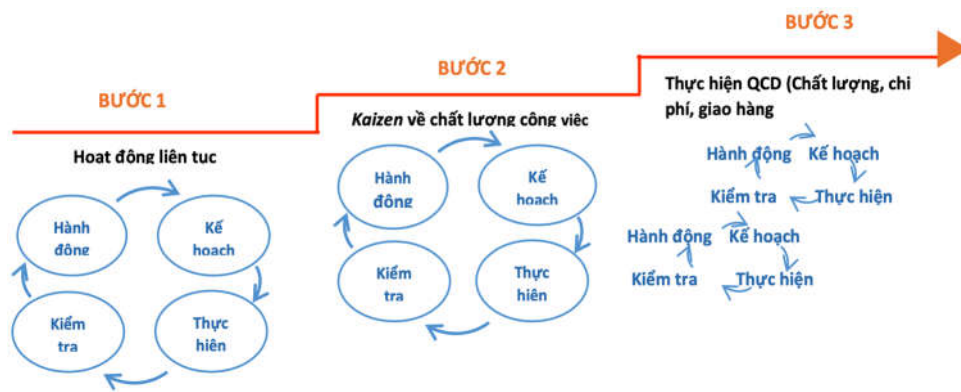 BƯỚC 1
Hoạt động liên tục
Hành
động
Kế
hoạch
Kiểm
tra
Thực
hiện
BƯỚC 2
Kaizen về chất lượng công việc
Hành
động
Kế
hoạch
Kiểm
tra
Thực
hiện
BƯỚC 3
Thực hiện QCD (Chất lượng, chi
phí, giao hàng
Hành động
Kế hoạch
Kiểm tra
Thực hiện
Hành động
Kế hoạch
Kiểm tra
Thực hiện